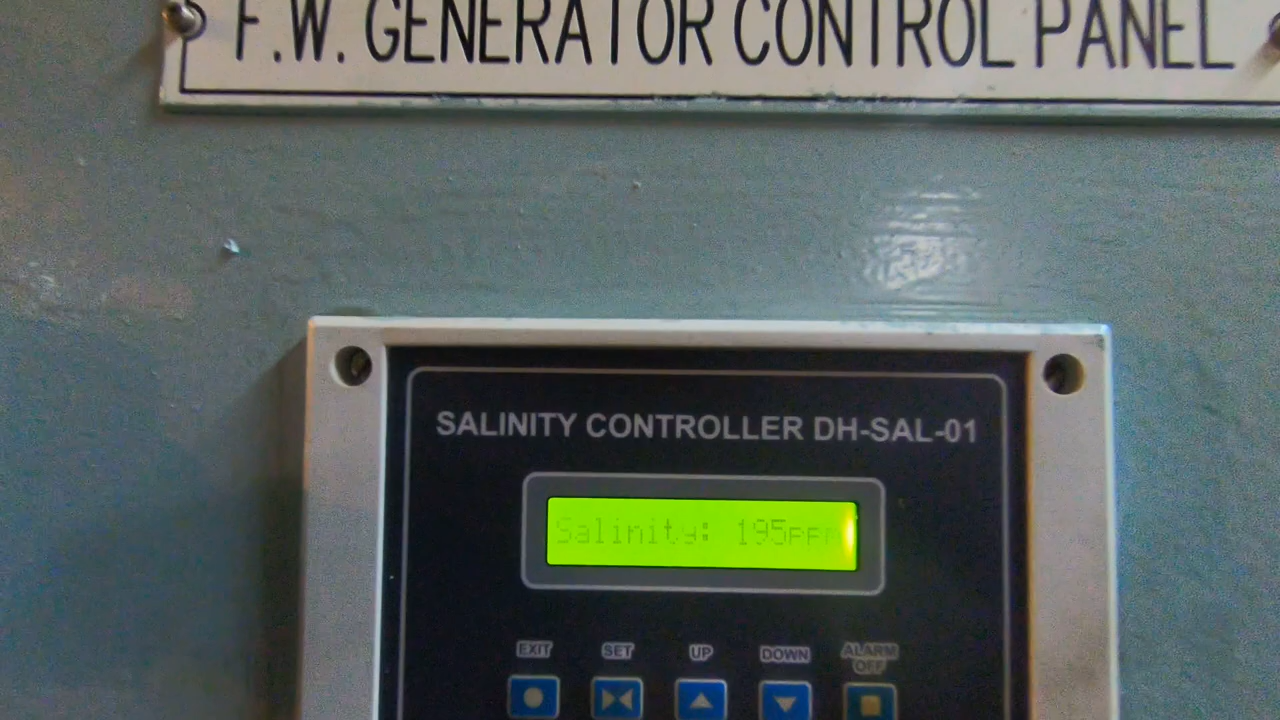 F.W. GENERATOR CONTROL PANEL
SALINITY CONTROLLER DH-SAL-01
Salinity: 195ppm
EXIT SET UP DOWN ALARM OFF